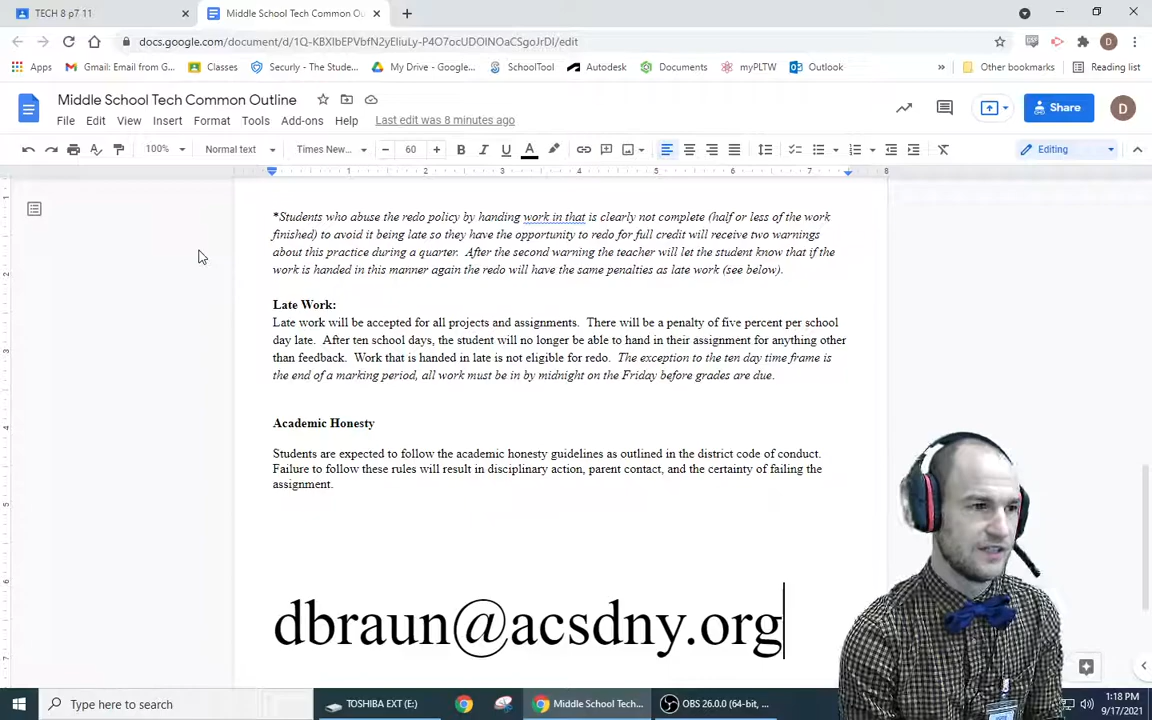 TECH 8 p7 11
Middle School Tech Common Ou
docs.google.com/document/d/1Q-KBXIbEPVbfN2yEIiuLy-P4O7ocUDOINOaCSgoJrDI/edit
Apps Gmail: Email from G... Classes Securly - The Stude... My Drive - Google... SchoolTool Autodesk Documents myPLTW Outlook » Other bookmarks Reading list
Middle School Tech Common Outline
File Edit View Insert Format Tools Add-ons Help Last edit was 8 minutes ago
Share D
100% Normal text Times New... 60 B I U A Editing
1 2 3 4 5 6 7 8
*Students who abuse the redo policy by handing work in that is clearly not complete (half or less of the work
finished) to avoid it being late so they have the opportunity to redo for full credit will receive two warnings
about this practice during a quarter. After the second warning the teacher will let the student know that if the
work is handed in this manner again the redo will have the same penalties as late work (see below).
Late Work:
Late work will be accepted for all projects and assignments. There will be a penalty of five percent per school
day late. After ten school days, the student will no longer be able to hand in their assignment for anything other
than feedback. Work that is handed in late is not eligible for redo. The exception to the ten day time frame is
the end of a marking period, all work must be in by midnight on the Friday before grades are due.
Academic Honesty
Students are expected to follow the academic honesty guidelines as outlined in the district code of conduct.
Failure to follow these rules will result in disciplinary action, parent contact, and the certainty of failing the
assignment.
dbraun@acsdny.org
Type here to search
TOSHIBA EXT (E:)
Middle School Tech...
OBS 26.0.0 (64-bit, ...
1:18 PM
9/17/2021